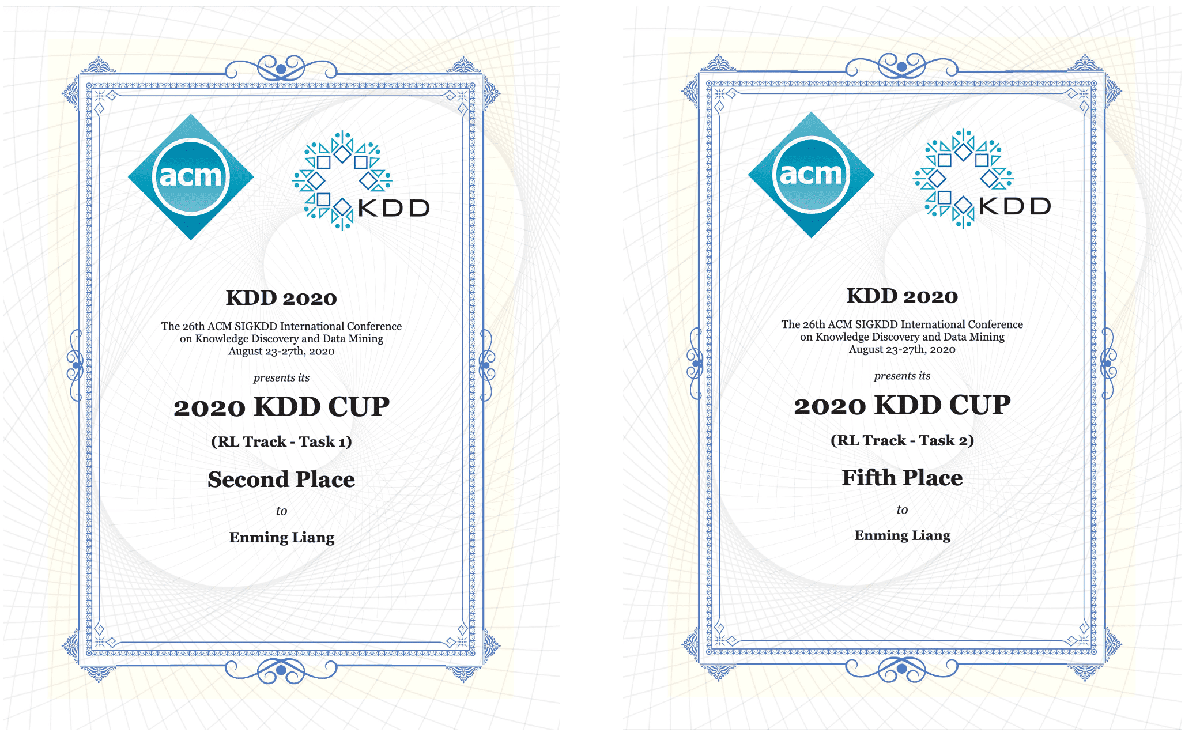 acm
KDD
KDD 2020
The 26th ACM SIGKDD International Conference
on Knowledge Discovery and Data Mining
August 23-27th, 2020
presents its
2020 KDD CUP
(RL Track - Task 1)
Second Place
to
Enming Liang
acm
KDD
KDD 2020
The 26th ACM SIGKDD International Conference
on Knowledge Discovery and Data Mining
August 23-27th, 2020
presents its
2020 KDD CUP
(RL Track - Task 2)
Fifth Place
to
Enming Liang